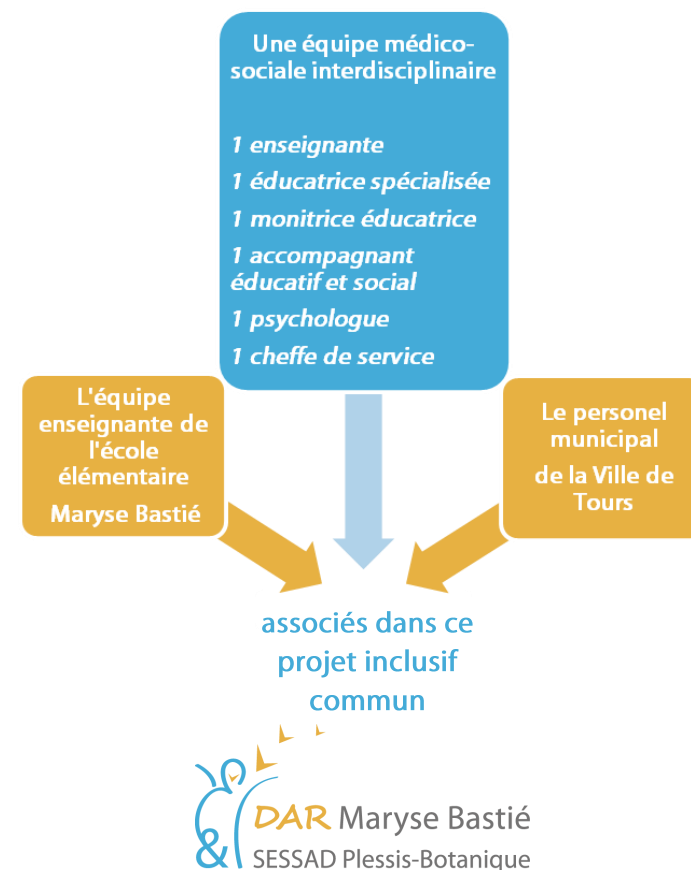 Une équipe médico-
sociale interdisciplinaire
1 enseignante
1 éducatrice spécialisée
1 monitrice éducatrice
1 accompagnant
éducatif et social
1 psychologue
1 cheffe de service
L'équipe
enseignante de
l'école
élémentaire
Maryse Bastié
Le personel
municipal
de la Ville de
Tours
associés dans ce
projet inclusif
commun
& DAR Maryse Bastié
SESSAD Plessis-Botanique